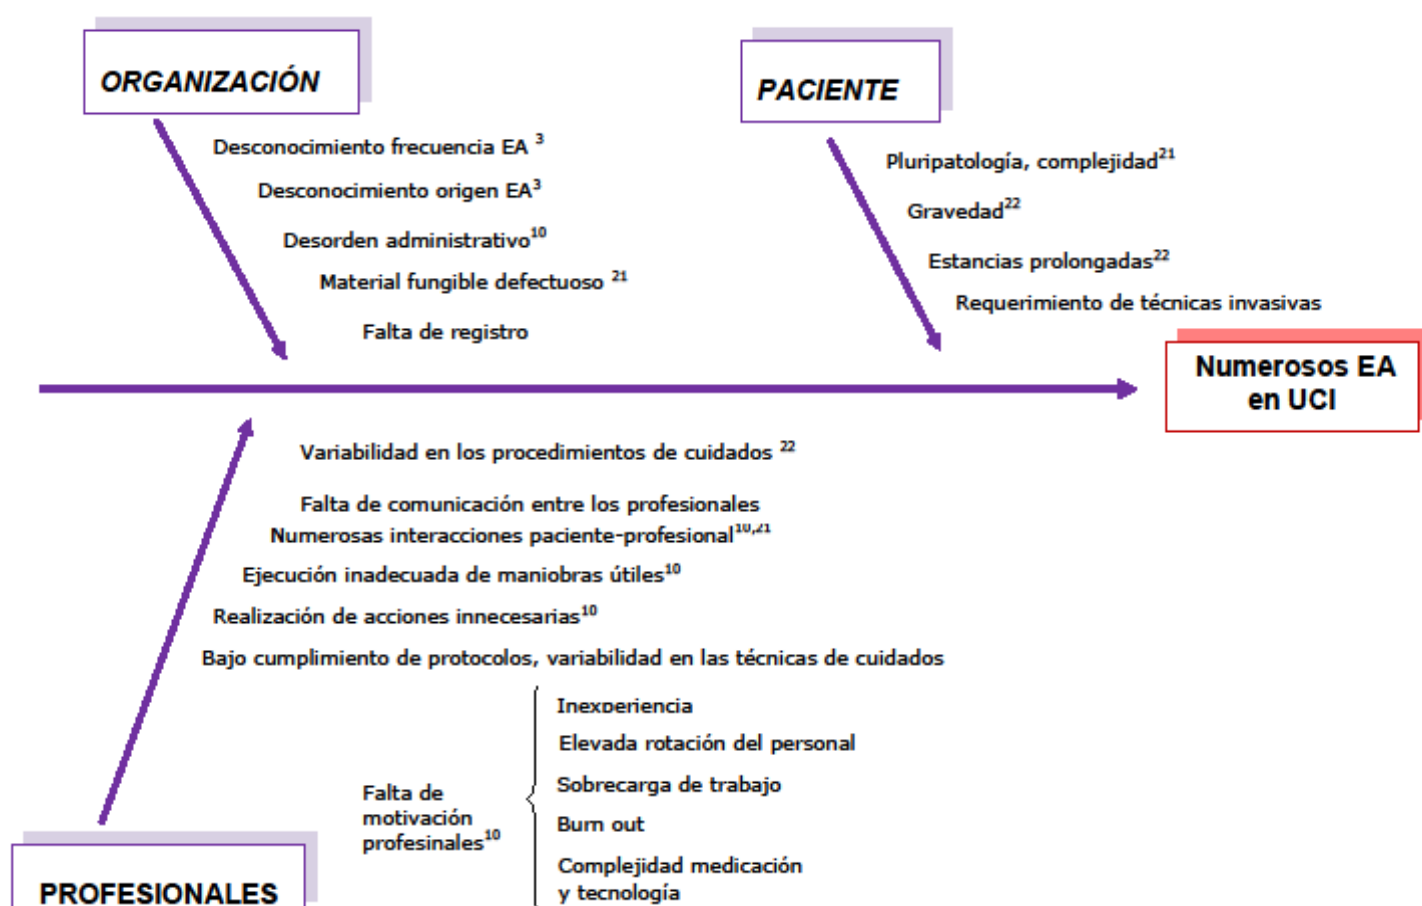 ORGANIZACIÓN
Desconocimiento frecuencia EA ³
Desconocimiento origen EA³
Desorden administrativo¹⁰
Material fungible defectuoso ²¹
Falta de registro
PACIENTE
Pluripatología, complejidad²¹
Gravedad²²
Estancias prolongadas²²
Requerimiento de técnicas invasivas
Numerosos EA
en UCI
Variabilidad en los procedimientos de cuidados ²²
Falta de comunicación entre los profesionales
Numerosas interacciones paciente-profesional¹⁰,²¹
Ejecución inadecuada de maniobras útiles¹⁰
Realización de acciones innecesarias¹⁰
Bajo cumplimiento de protocolos, variabilidad en las técnicas de cuidados
Falta de
motivación
profesinales¹⁰
Inexperiencia
Elevada rotación del personal
Sobrecarga de trabajo
Burn out
Complejidad medicación
y tecnología
PROFESIONALES